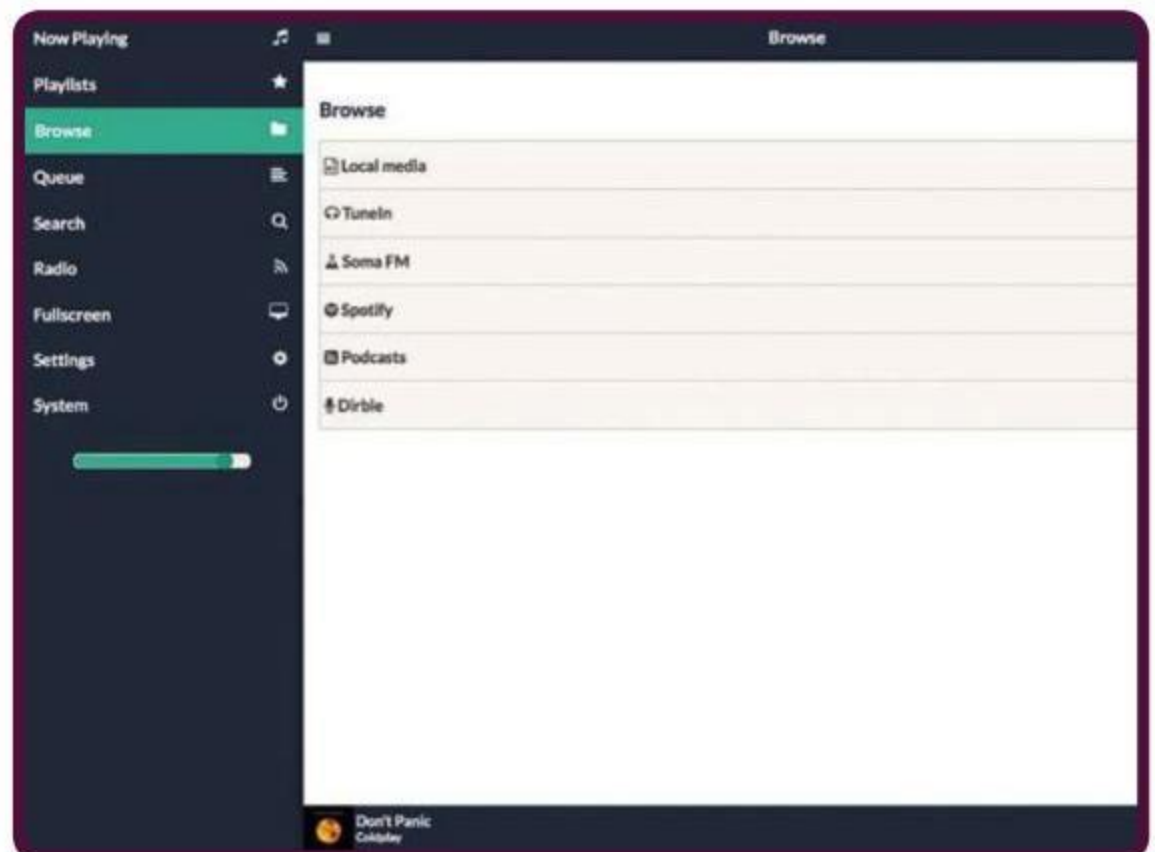 Now Playing
Playlists
Browse
Queue
Search
Radio
Fullscreen
Settings
System
Browse
Browse
Local media
TuneIn
Soma FM
Spotify
Podcasts
Dirble
Don't Panic
Coldplay